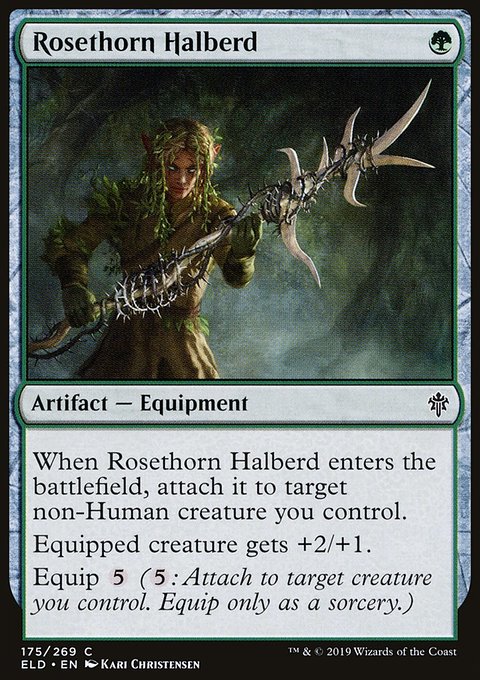 Rosethorn Halberd
Artifact — Equipment
When Rosethorn Halberd enters the
battlefield, attach it to target
non-Human creature you control.
Equipped creature gets +2/+1.
Equip 5 (5: Attach to target creature
you control. Equip only as a sorcery.)
175/269 C
ELD • EN Kari Christensen
™ & © 2019 Wizards of the Coast